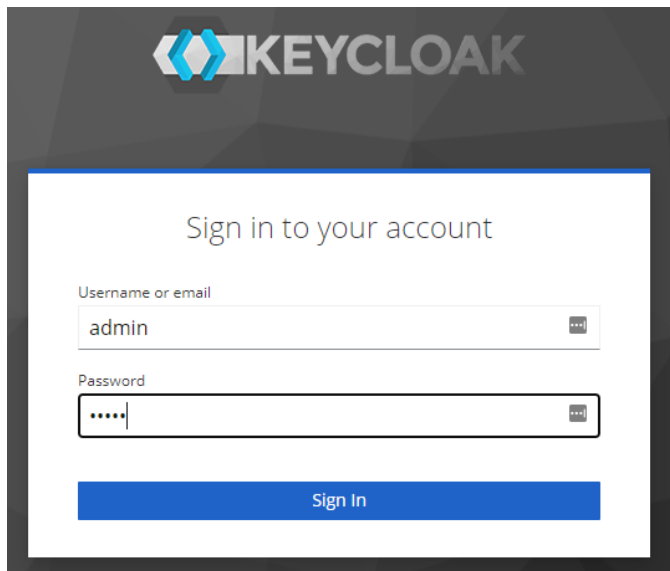 KEYCLOAK
Sign in to your account
Username or email
admin
Password
•••••
Sign In